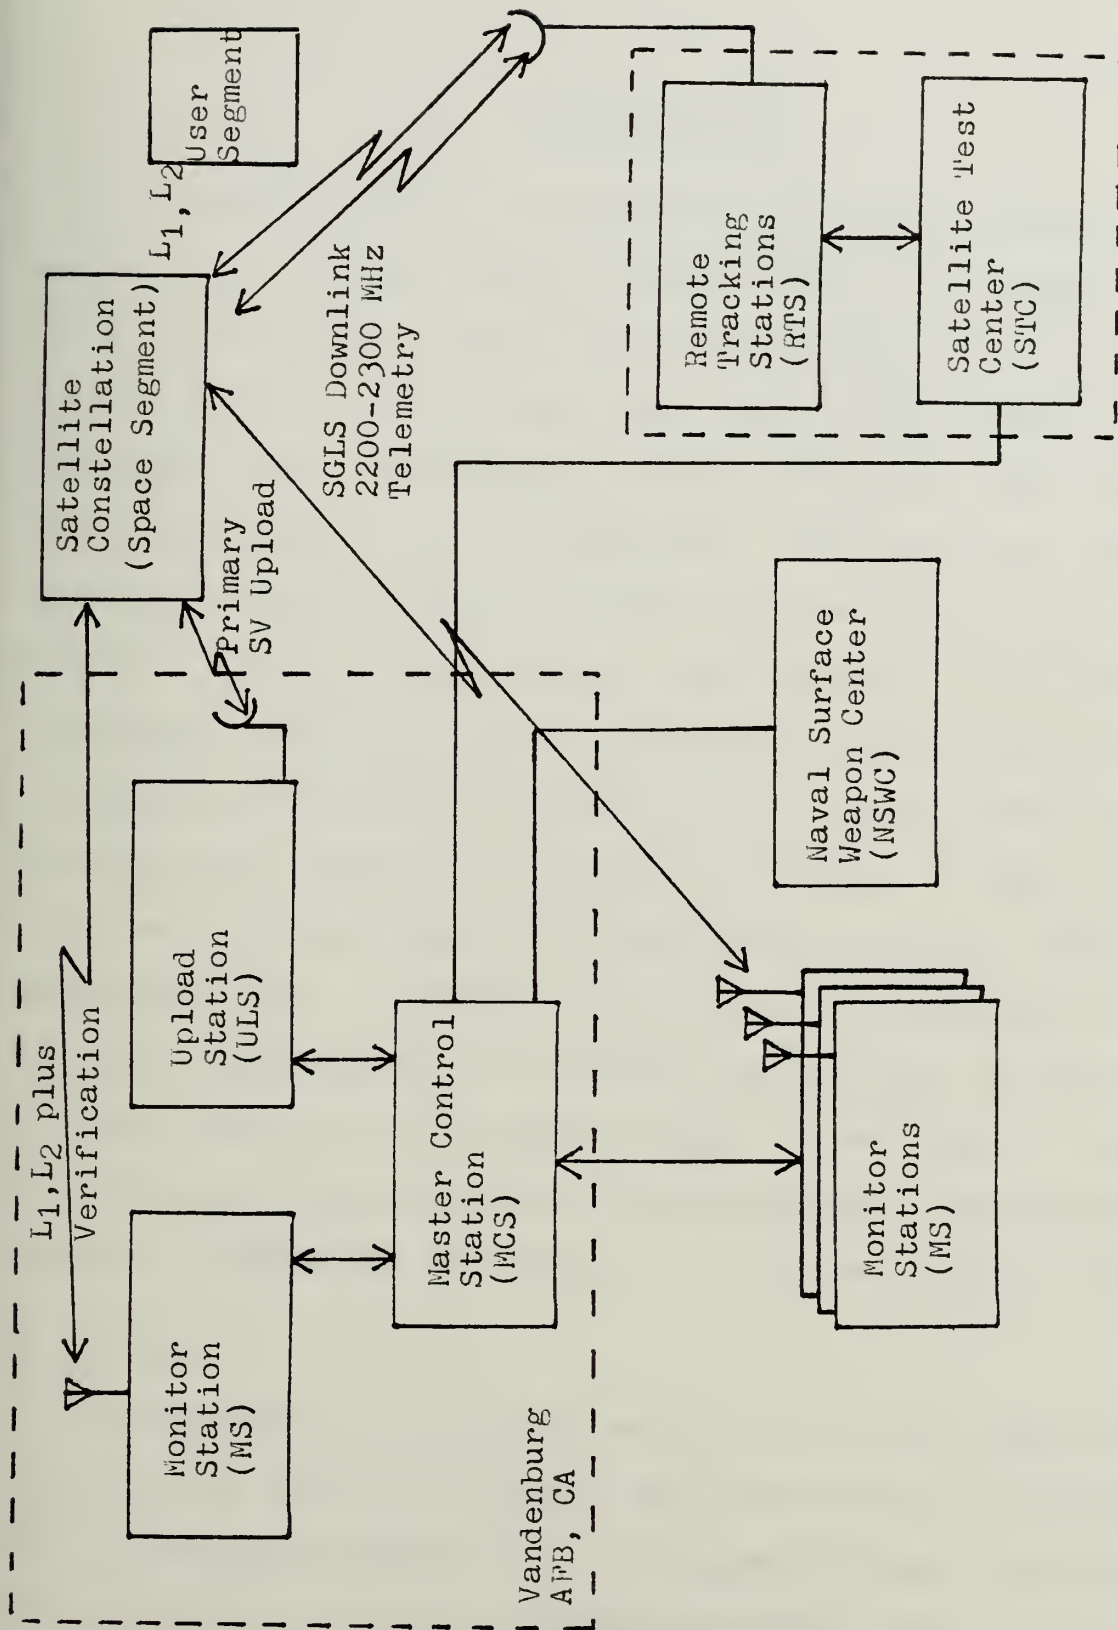 L1,L2 plus
Verification
Satellite
Constellation
(Space Segment)
L1, L2
User
Segment
Primary
SV Upload
SGLS Downlink
2200-2300 MHz
Telemetry
Monitor
Station
(MS)
Upload
Station
(ULS)
Master Control
Station
(MCS)
Vandenburg
AFB, CA
Remote
Tracking
Stations
(RTS)
Satellite Test
Center
(STC)
Naval Surface
Weapon Center
(NSWC)
Monitor
Stations
(MS)